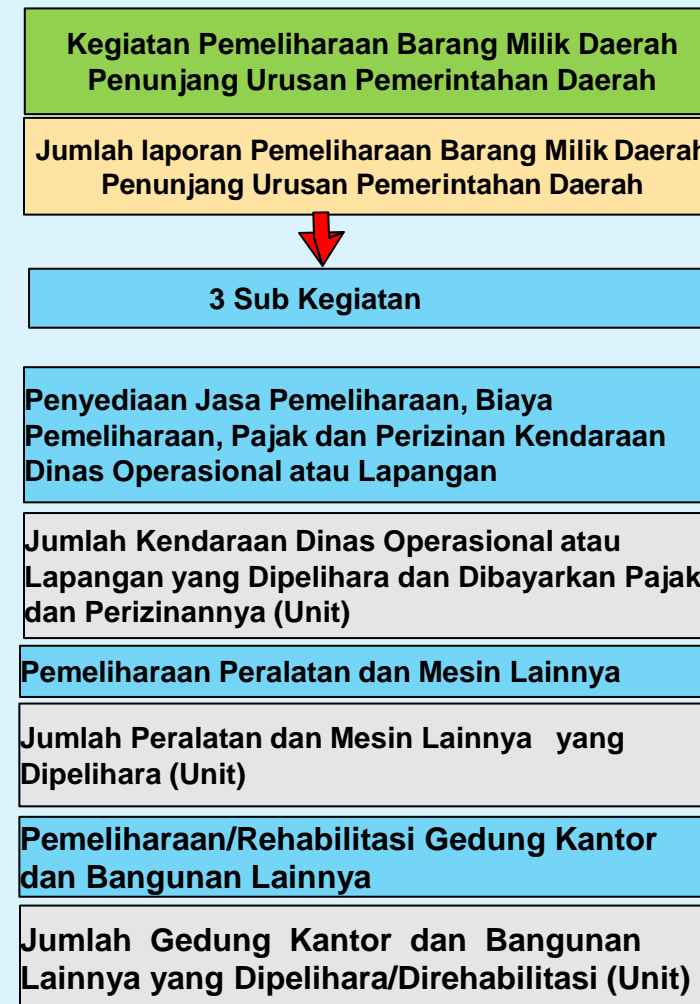 Kegiatan Pemeliharaan Barang Milik Daerah
Penunjang Urusan Pemerintahan Daerah
Jumlah laporan Pemeliharaan Barang Milik Daerah
Penunjang Urusan Pemerintahan Daerah
3 Sub Kegiatan
Penyediaan Jasa Pemeliharaan, Biaya
Pemeliharaan, Pajak dan Perizinan Kendaraan
Dinas Operasional atau Lapangan
Jumlah Kendaraan Dinas Operasional atau
Lapangan yang Dipelihara dan Dibayarkan Pajak
dan Perizinannya (Unit)
Pemeliharaan Peralatan dan Mesin Lainnya
Jumlah Peralatan dan Mesin Lainnya yang
Dipelihara (Unit)
Pemeliharaan/Rehabilitasi Gedung Kantor
dan Bangunan Lainnya
Jumlah Gedung Kantor dan Bangunan
Lainnya yang Dipelihara/Direhabilitasi (Unit)